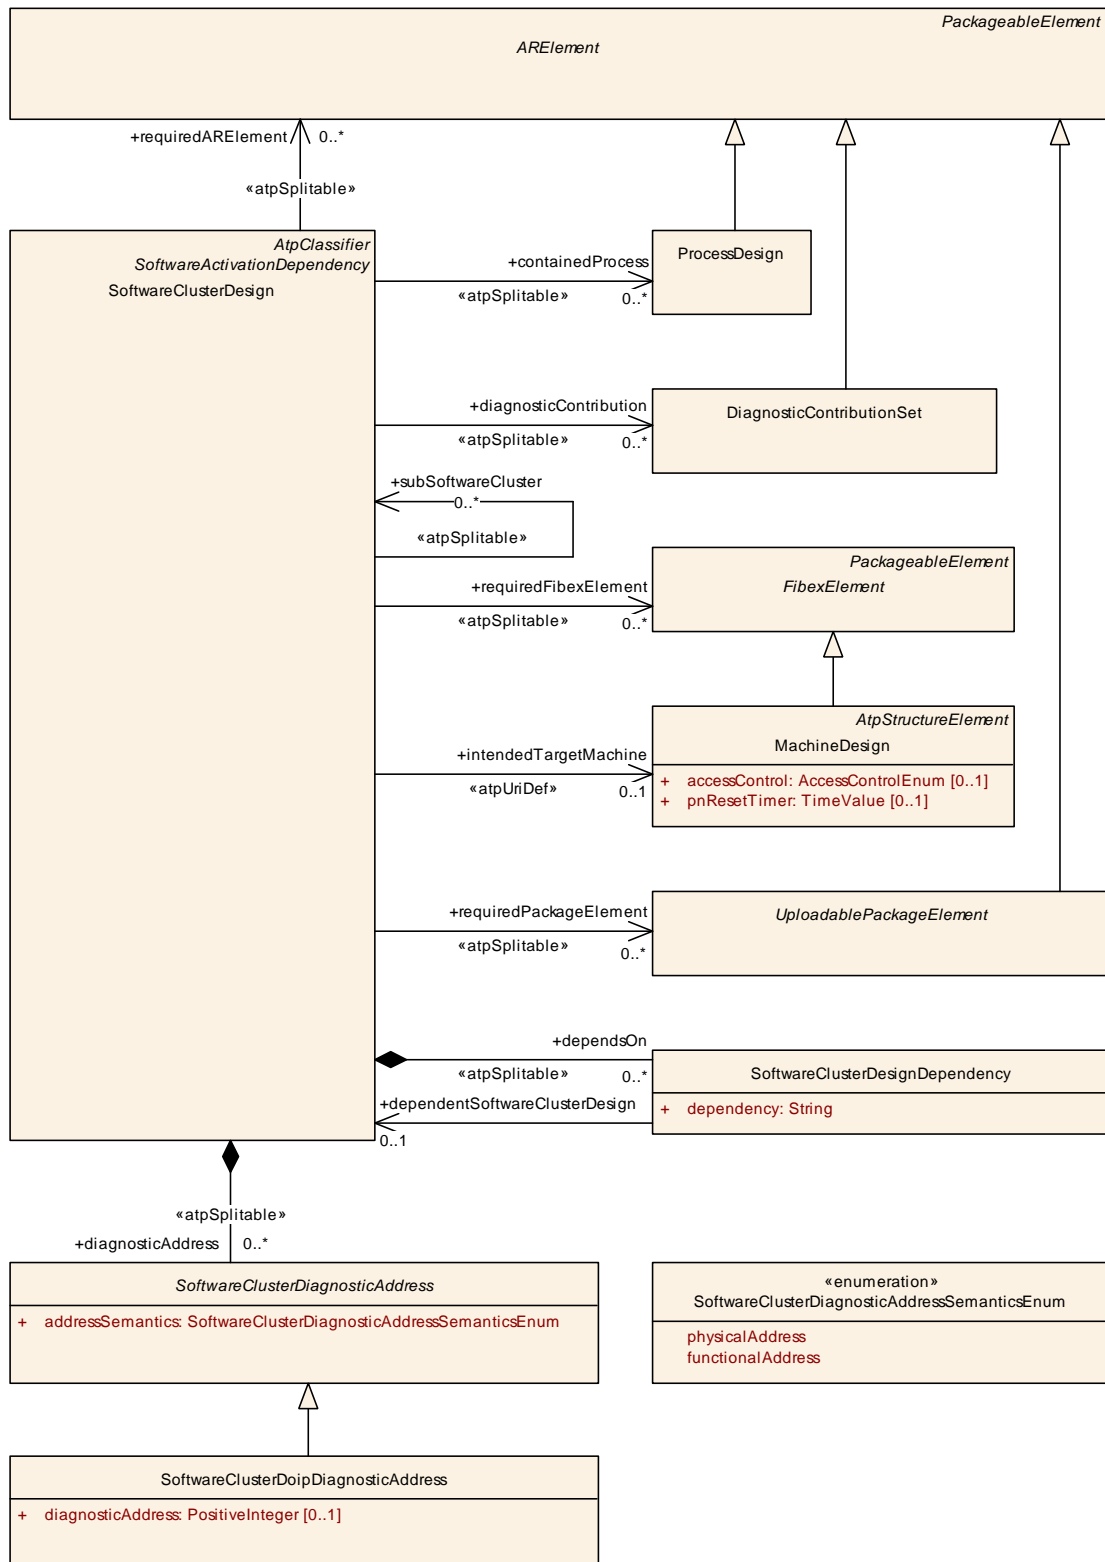 PackageableElement
ARElement
+requiredARElement
0..*
«atpSplitable»
AtpClassifier
SoftwareActivationDependency
SoftwareClusterDesign
+containedProcess
«atpSplitable»
0..*
ProcessDesign
+diagnosticContribution
«atpSplitable»
0..*
DiagnosticContributionSet
+subSoftwareCluster
0..*
«atpSplitable»
+requiredFibexElement
«atpSplitable»
0..*
PackageableElement
FibexElement
+intendedTargetMachine
«atpUriDef»
0..1
AtpStructureElement
MachineDesign
+ accessControl: AccessControlEnum [0..1]
+ pnResetTimer: TimeValue [0..1]
+requiredPackageElement
«atpSplitable»
0..*
UploadablePackageElement
+dependsOn
«atpSplitable»
0..*
+dependentSoftwareClusterDesign
0..1
SoftwareClusterDesignDependency
+ dependency: String
«atpSplitable»
+diagnosticAddress
0..*
SoftwareClusterDiagnosticAddress
+ addressSemantics: SoftwareClusterDiagnosticAddressSemanticsEnum
«enumeration»
SoftwareClusterDiagnosticAddressSemanticsEnum
physicalAddress
functionalAddress
SoftwareClusterDoipDiagnosticAddress
+ diagnosticAddress: PositiveInteger [0..1]